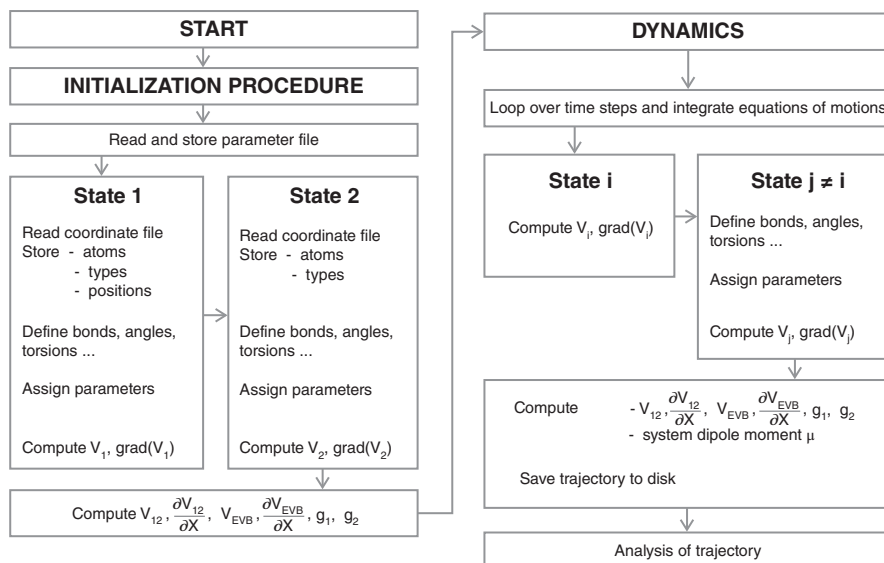 START
INITIALIZATION PROCEDURE
Read and store parameter file
State 1
Read coordinate file
Store - atoms
- types
- positions
Define bonds, angles,
torsions ...
Assign parameters
Compute V₁, grad(V₁)
State 2
Read coordinate file
Store - atoms
- types
Define bonds, angles,
torsions ...
Assign parameters
Compute V₂, grad(V₂)
Compute V₁₂, ∂V₁₂/∂X, V_EVB, ∂V_EVB/∂X, g₁, g₂
DYNAMICS
Loop over time steps and integrate equations of motions
State i
Compute Vᵢ, grad(Vᵢ)
State j ≠ i
Define bonds, angles,
torsions ...
Assign parameters
Compute Vⱼ, grad(Vⱼ)
Compute - V₁₂, ∂V₁₂/∂X, V_EVB, ∂V_EVB/∂X, g₁, g₂
- system dipole moment μ
Save trajectory to disk
Analysis of trajectory